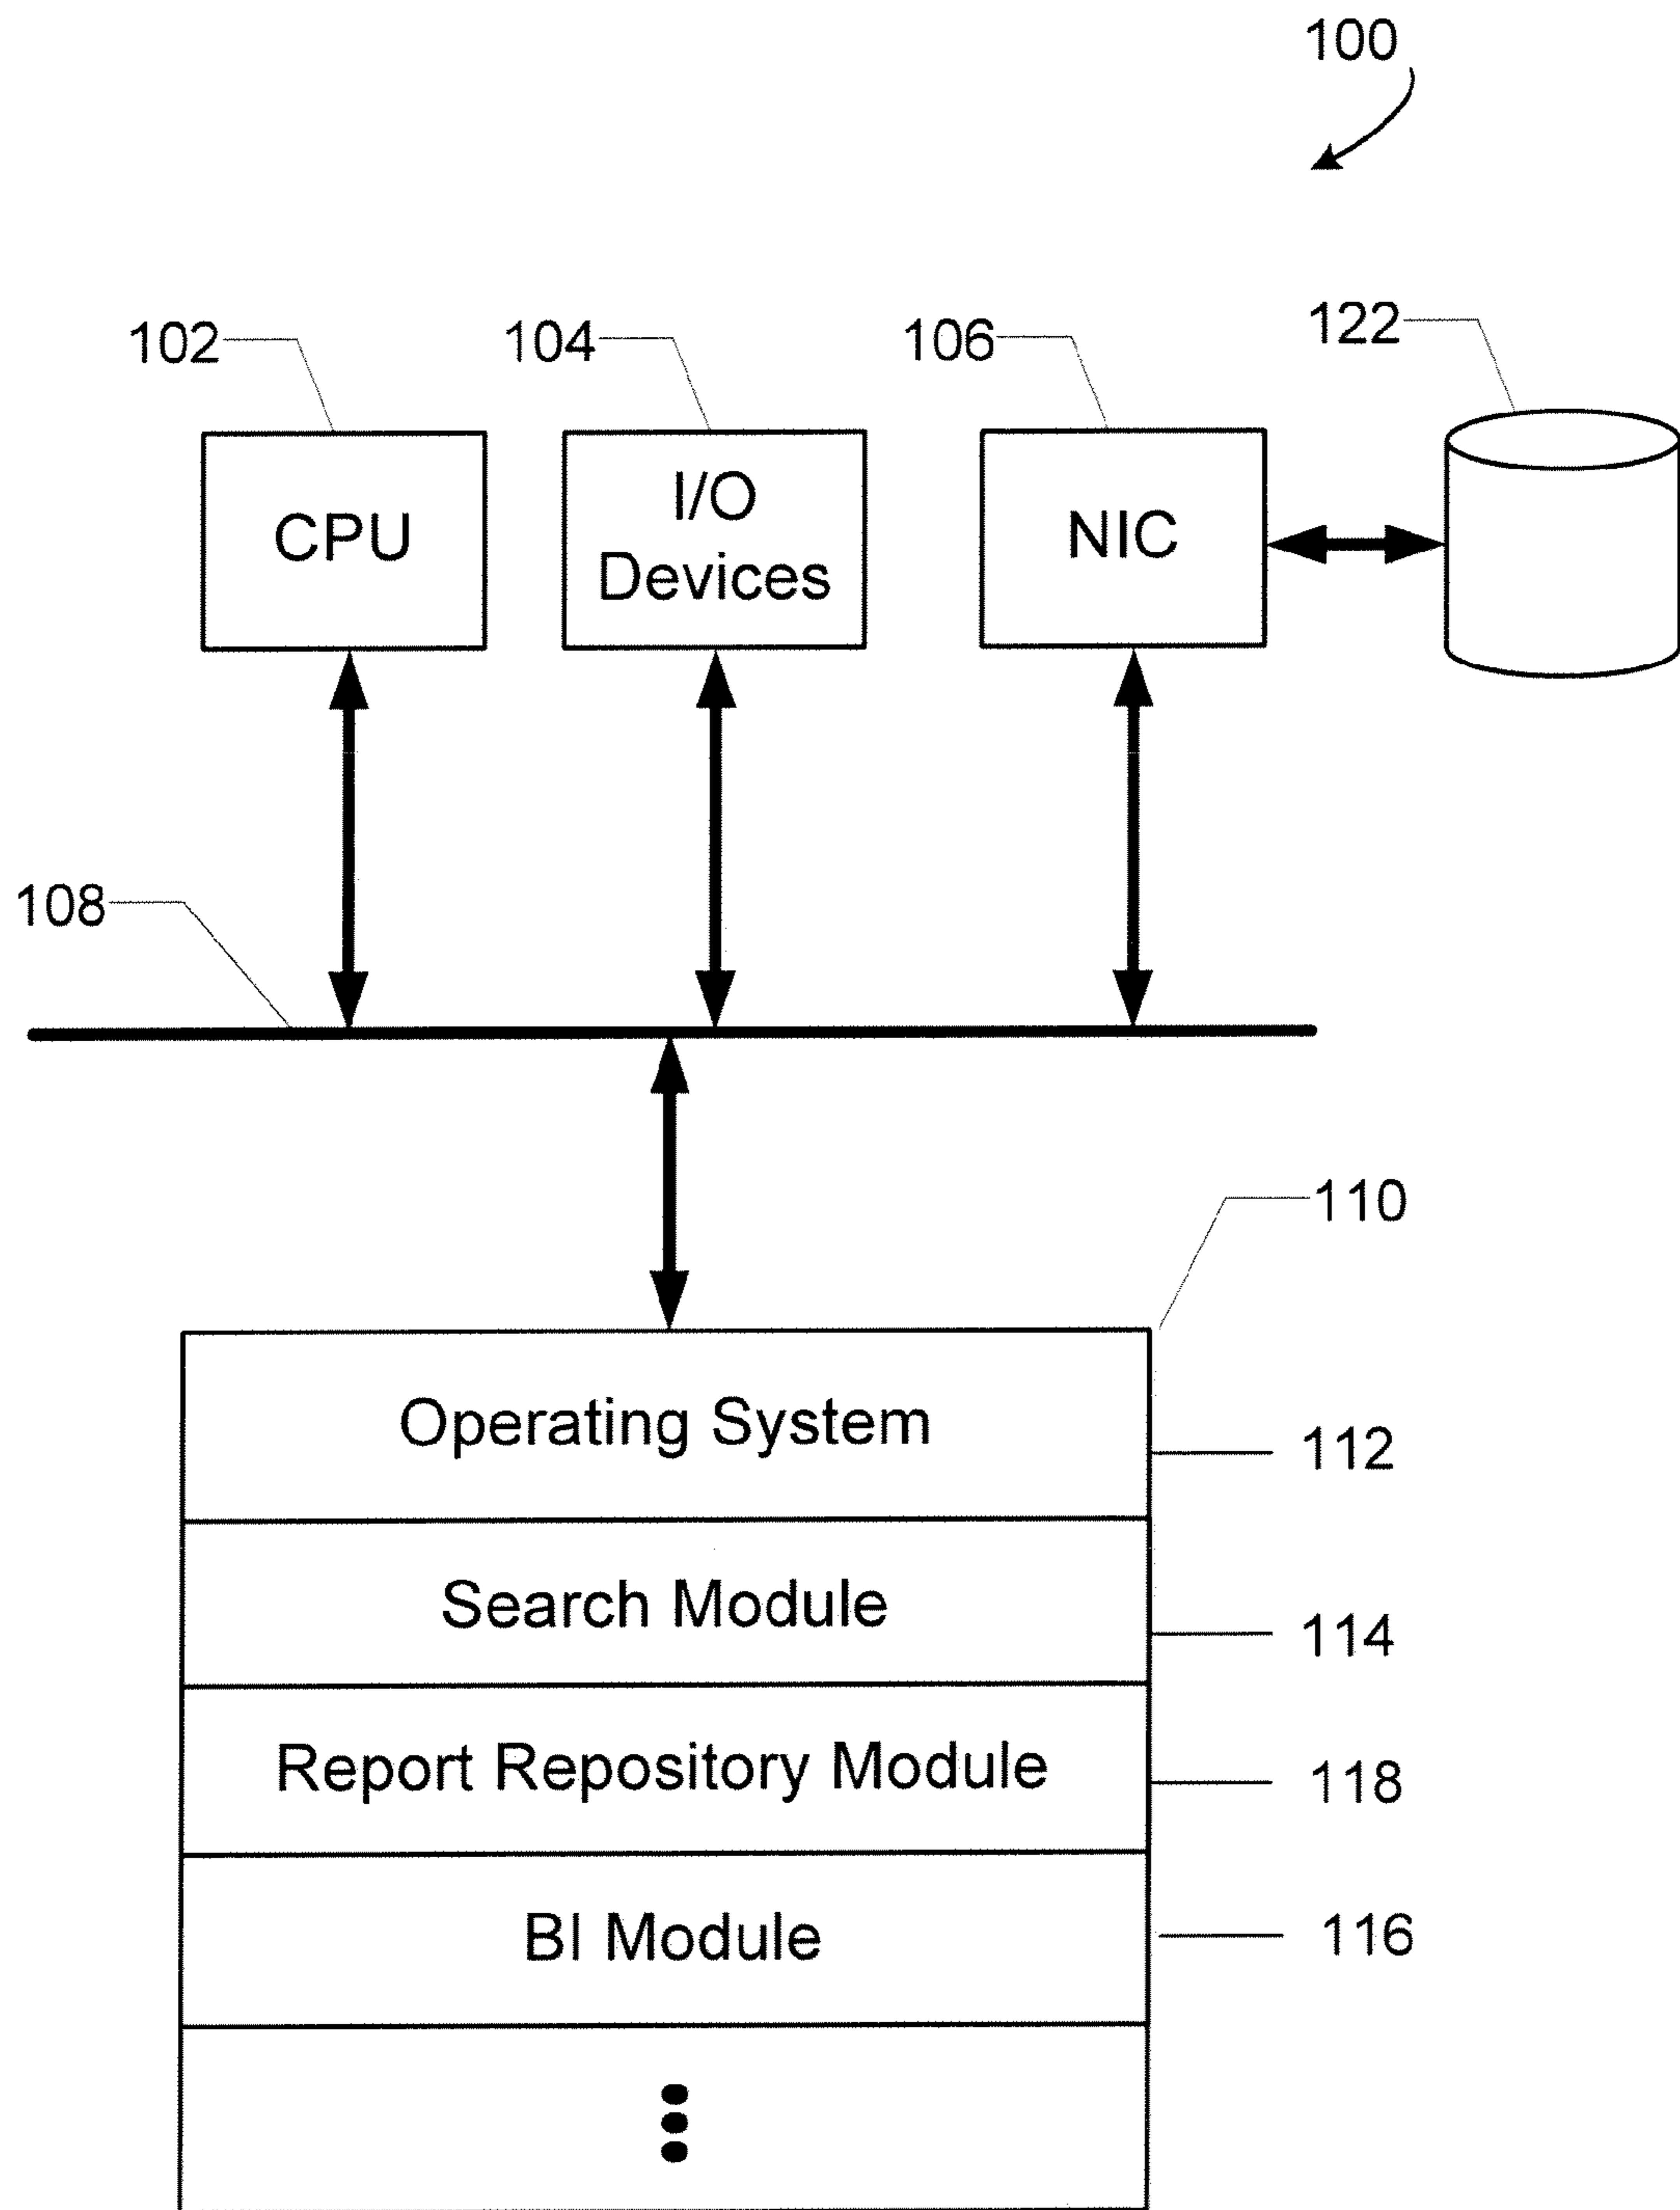 100
102
104
106
122
CPU
I/O
Devices
NIC
108
110
Operating System
112
Search Module
114
Report Repository Module
118
BI Module
116